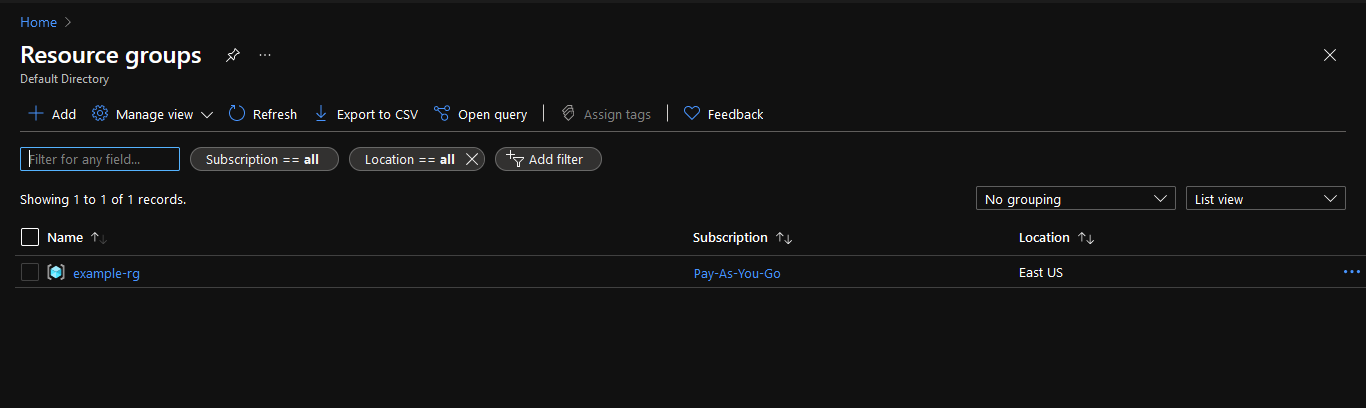 Home
Resource groups
Default Directory
Add Manage view Refresh Export to CSV Open query Assign tags Feedback
Filter for any field... Subscription == all Location == all Add filter
Showing 1 to 1 of 1 records. No grouping List view
Name Subscription Location
example-rg Pay-As-You-Go East US